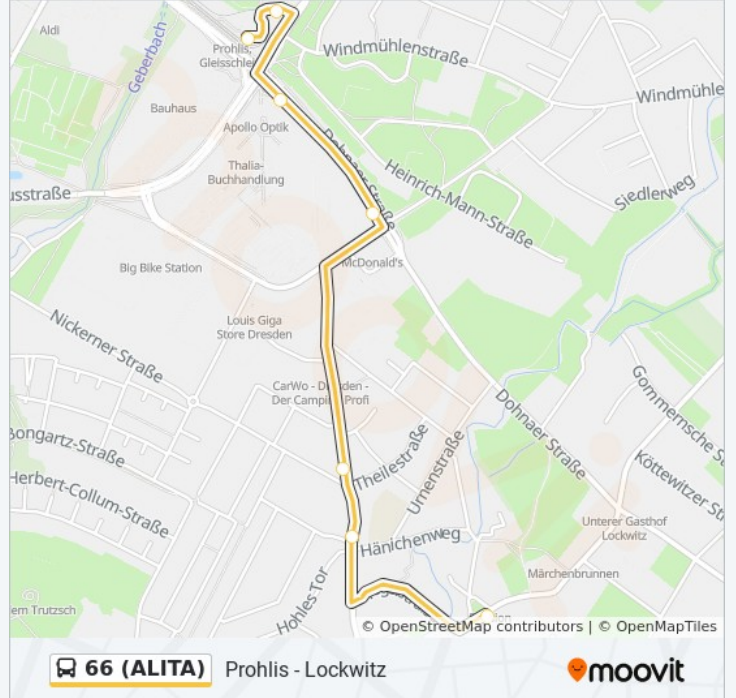 Aldi
Geberbach
Prohlis,
Windmühlenstraße
Bauhaus
Windmühle
Apollo Optik
Dohnaer Straße
Thalia-
Buchhandlung
Heinrich-Mann-Straße
Siedlerweg
usstraße
Big Bike Station
McDonald's
Nickerner Straße
Louis Giga
Store Dresden
Gommernsche
CarWo - Dresden -
Der Camping Profi
Dohnaer Straße
Bongartz-Straße
Theilestraße
Urnenstraße
Köttewitzer
Herbert-Collum-Straße
Unterer Gasthof
Lockwitz
Hänichenweg
Märchenbrunnen
Hohles Tor
em Trutzsch
© OpenStreetMap contributors | © OpenMapTiles
66 (ALITA) Prohlis - Lockwitz
moovit